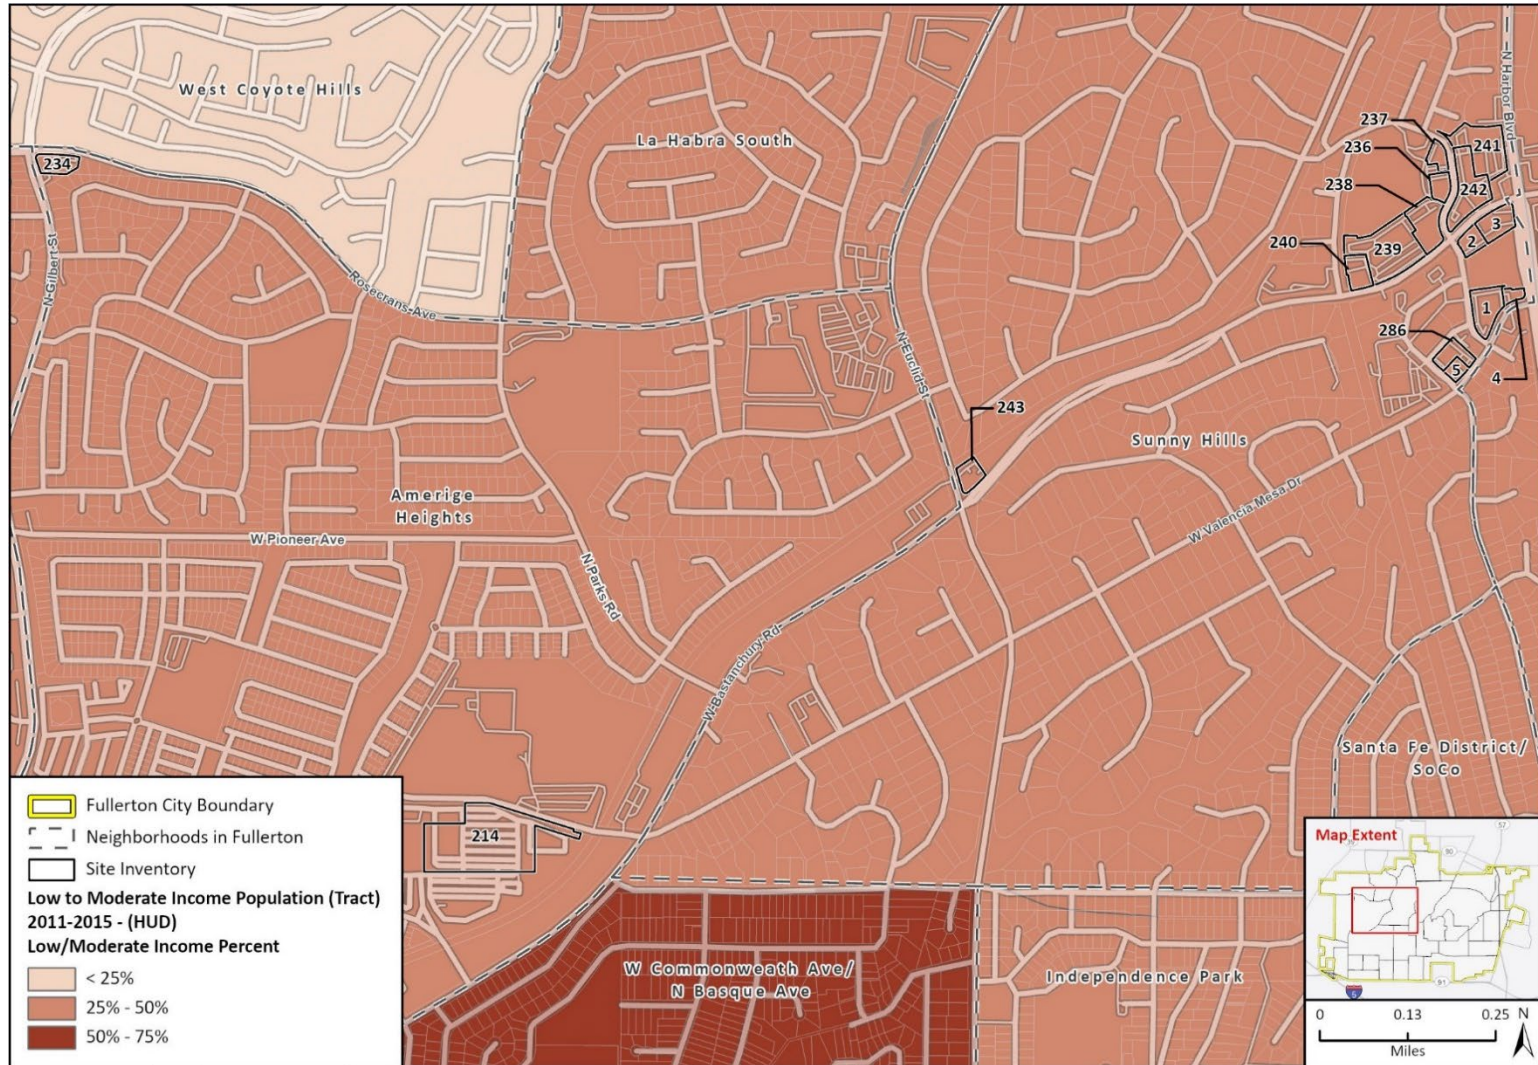 West Coyote Hills
La Habra South
N Harbor Blvd
237
236
241
234
238
242
3
2
240
239
N Gilbert St
Rosecrans Ave
1
286
N Euclid St
5
4
243
Sunny Hills
Amerige
Heights
W Pioneer Ave
W Valencia Mesa Dr
N Parks Rd
W Bastanchury Rd
Santa Fe District/
SoCo
214
W Commonweath Ave/
N Basque Ave
Independence Park
Fullerton City Boundary
Neighborhoods in Fullerton
Site Inventory
Low to Moderate Income Population (Tract)
2011-2015 - (HUD)
Low/Moderate Income Percent
< 25%
25% - 50%
50% - 75%
Map Extent
57
90
91
0 0.13 0.25
Miles
N